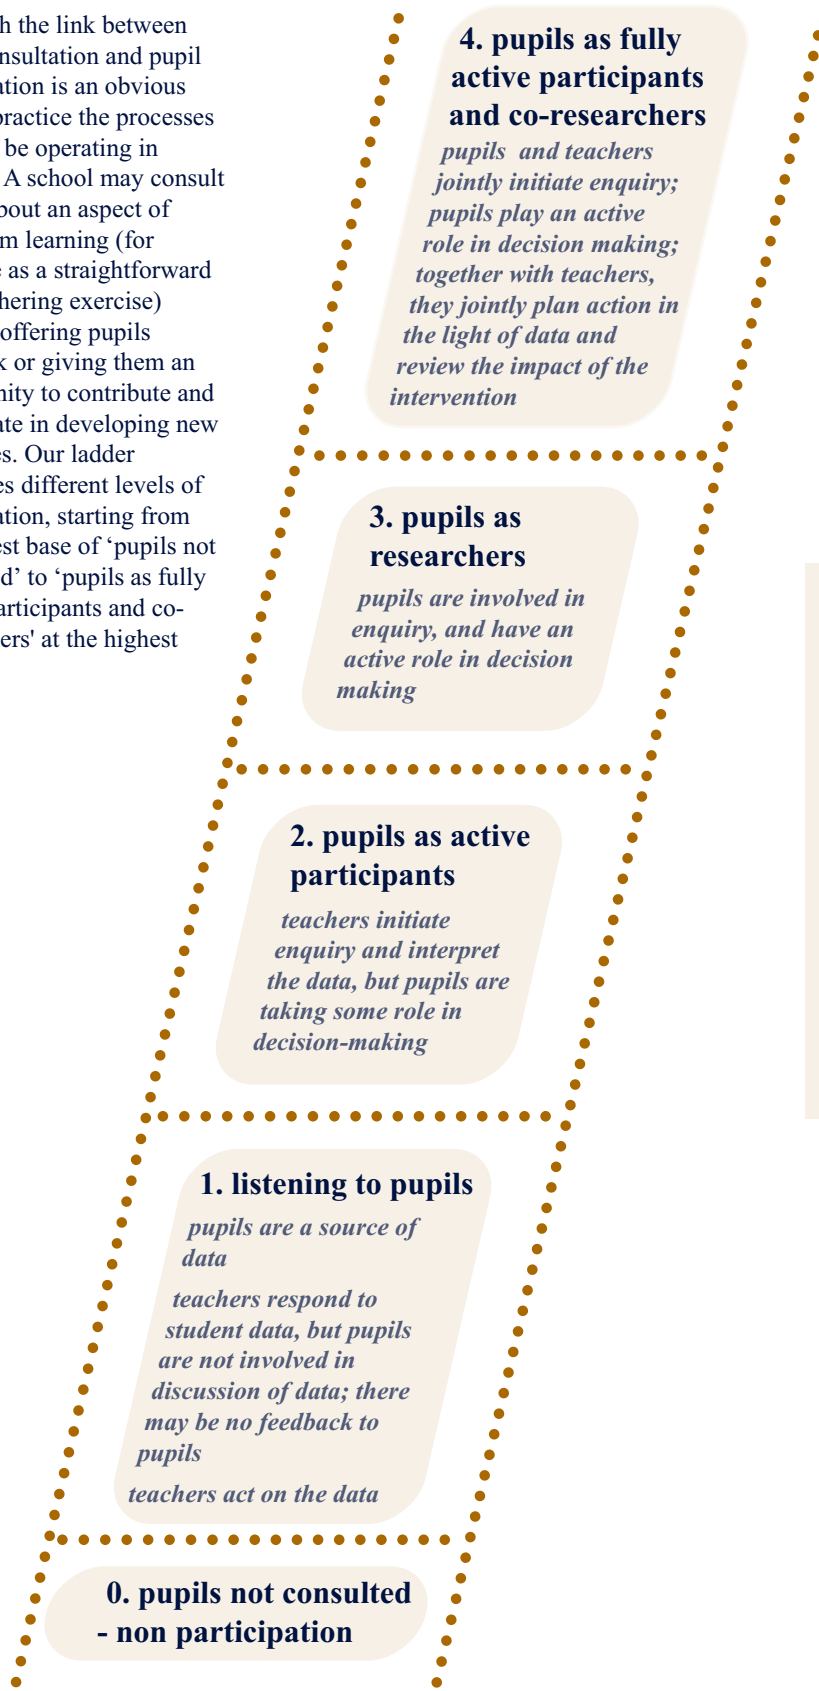 h the link between
nsultation and pupil
ation is an obvious
practice the processes
be operating in
A school may consult
bout an aspect of
m learning (for
e as a straightforward
hering exercise)
offering pupils
k or giving them an
nity to contribute and
ate in developing new
es. Our ladder
es different levels of
ation, starting from
est base of ‘pupils not
d’ to ‘pupils as fully
articipants and co-
ers' at the highest
4. pupils as fully
active participants
and co-researchers
pupils and teachers
jointly initiate enquiry;
pupils play an active
role in decision making;
together with teachers,
they jointly plan action in
the light of data and
review the impact of the
intervention
3. pupils as
researchers
pupils are involved in
enquiry, and have an
active role in decision
making
2. pupils as active
participants
teachers initiate
enquiry and interpret
the data, but pupils are
taking some role in
decision-making
1. listening to pupils
pupils are a source of
data
teachers respond to
student data, but pupils
are not involved in
discussion of data; there
may be no feedback to
pupils
teachers act on the data
0. pupils not consulted
- non participation